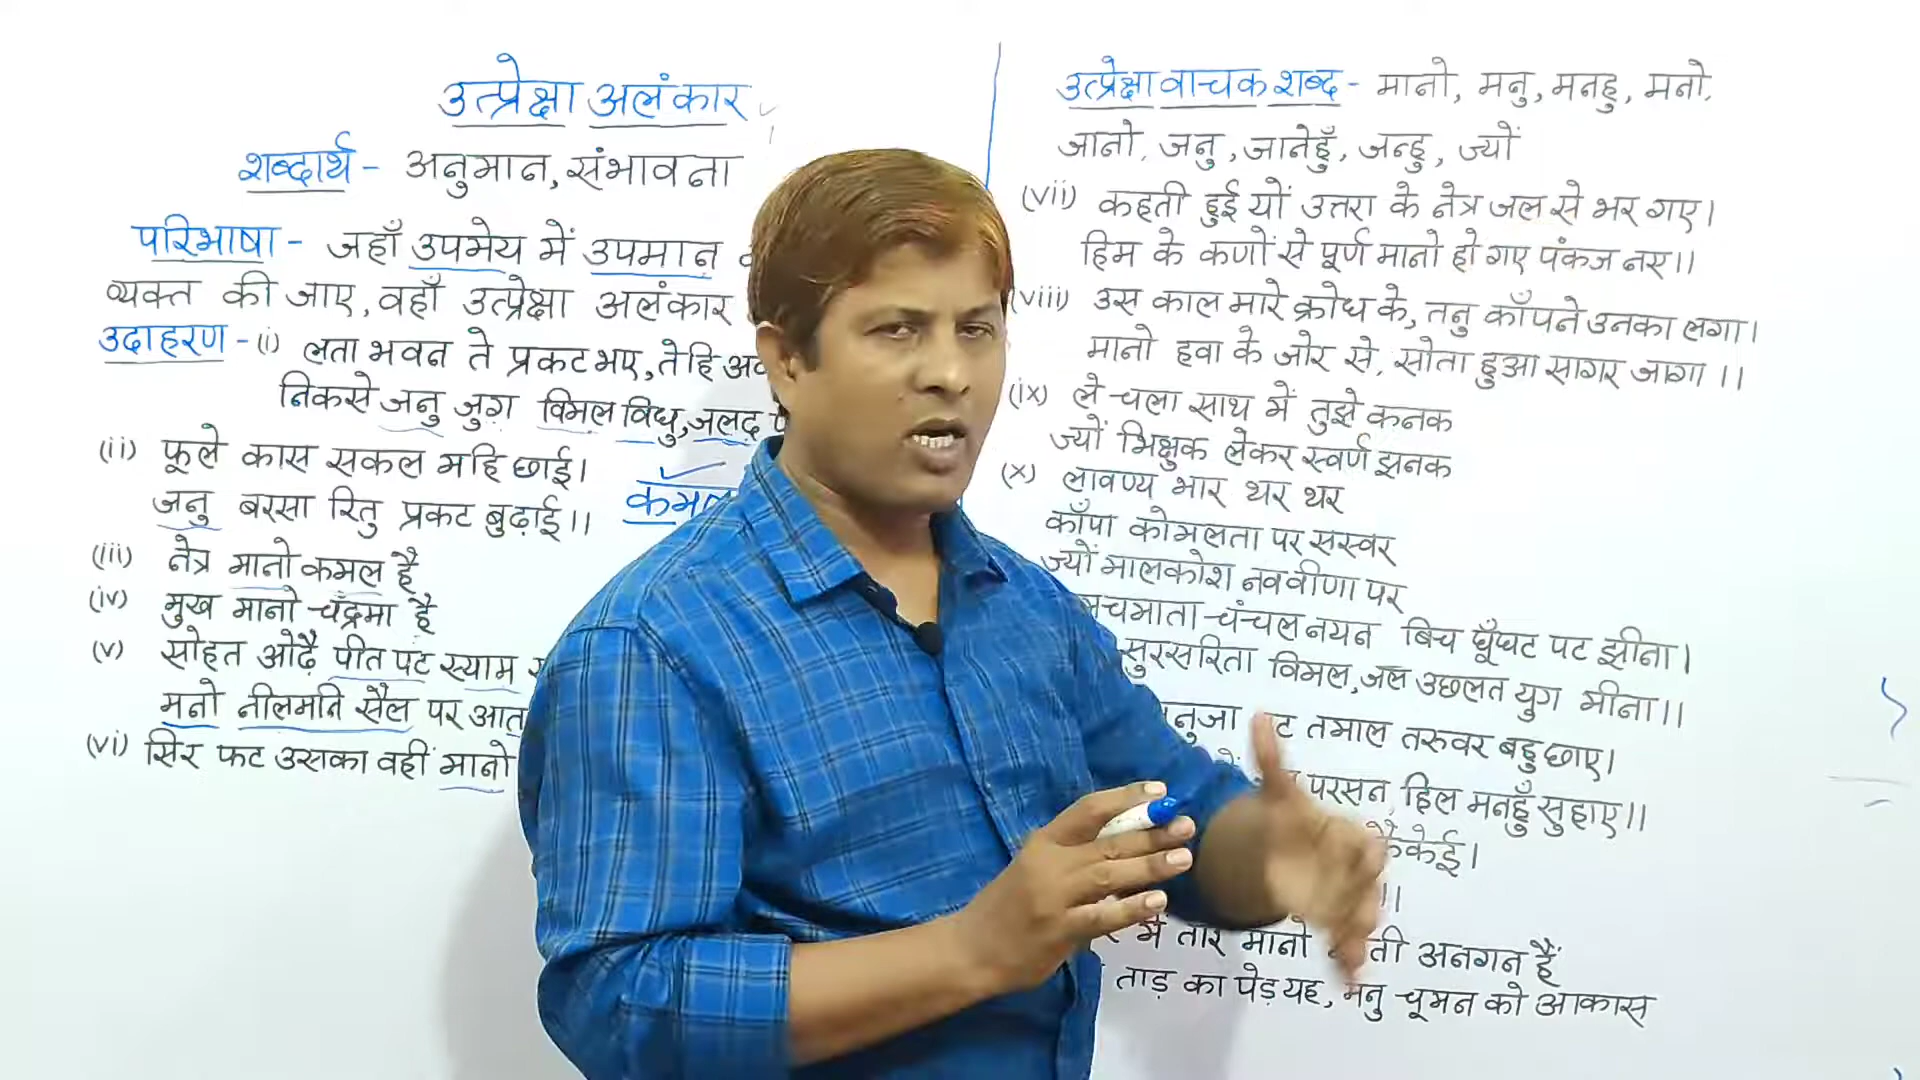 उत्प्रेक्षा अलंकार
शब्दार्थ - अनुमान, संभावना
परिभाषा - जहाँ उपमेय में उपमान
व्यक्त की जाए, वहाँ उत्प्रेक्षा अलंकार
उदाहरण - (i) लता भवन ते प्रकट भए, तेहि
निकसे जनु जुग विमल विधु, जलद
(ii) फूले कास सकल महि छाई।
जनु बरसा रितु प्रकट बुढ़ाई।।
कमल
(iii) नेत्र मानो कमल है
(iv) मुख मानो चंद्रमा है
(v) सोहत ओढ़ै पीत पट स्याम
मनो नीलमनि सैल पर
(vi) सिर फट उसका वहीं मानो
उत्प्रेक्षा वाचक शब्द - मानो, मनु, मनहु, मनो,
जानो, जनु, जानेहुँ, जन्हु, ज्यों
(vii) कहती हुई यों उत्तरा के नेत्र जल से भर गए।
हिम के कणों से पूर्ण मानो हो गए पंकज नए।।
(viii) उस काल मारे क्रोध के, तनु काँपने उनका लगा।
मानो हवा के जोर से, सोता हुआ सागर जागा ।।
(ix) ले चला साथ में तुझे कनक
ज्यों भिक्षुक लेकर स्वर्ण झनक
(x) लावण्य भार थर थर
काँपा कोमलता पर सस्वर
ज्यों मालकोश नववीणा पर
चंचल नयन बिच घूँघट पट झीना।
सुरसरिता विमल, जल उछलत युग मीना।।
तमाल तरुवर बहु छाए।
परसन हित मनहुँ सुहाए।।
कैकेई।
।।
में तीर मानो अनगन हैं
ताड़ का पेड़ यह, मनु चूमन को आकास